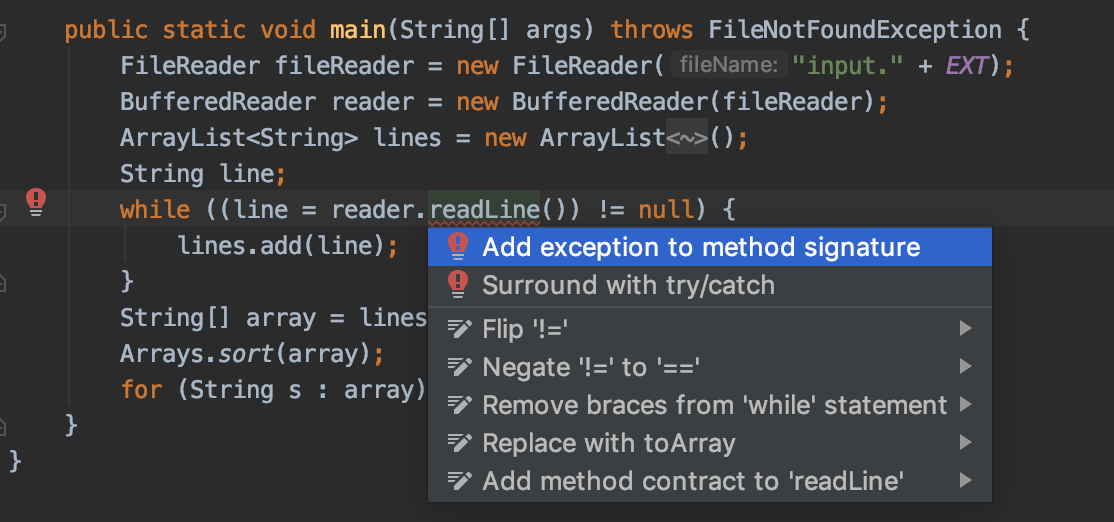 public static void main(String[] args) throws FileNotFoundException {
FileReader fileReader = new FileReader( fileName: "input." + EXT);
BufferedReader reader = new BufferedReader(fileReader);
ArrayList<String> lines = new ArrayList<~>();
String line;
while ((line = reader.readLine()) != null) {
lines.add(line);
Add exception to method signature
}
Surround with try/catch
String[] array = lines
Flip '!='
Arrays.sort(array);
Negate '!=' to '=='
for (String s : array)
Remove braces from 'while' statement
}
Replace with toArray
}
Add method contract to 'readLine'